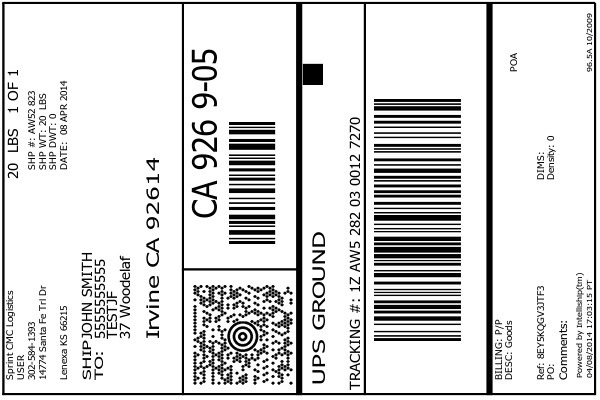 Sprint CMC Logistics
USER
302-584-1393
14774 Santa Fe Trl Dr
Lenexa KS 66215
20 LBS 1 OF 1
SHP #: AW52 823
SHP WT: 20 LBS
SHP DWT: 0
DATE: 08 APR 2014
SHIP JOHN SMITH
TO: 5555555555
TESTIJF
37 Woodelaf
Irvine CA 92614
CA 926 9-05
UPS GROUND
TRACKING #: 1Z AW5 282 03 0012 7270
BILLING: P/P
DESC: Goods
POA
Ref: 8EY5KQGV3JTF3
PO:
DIMS:
Density: 0
Comments:
Powered by Intelliship(tm)
04/08/2014 17:03:15 PT
96.5A 10/2009